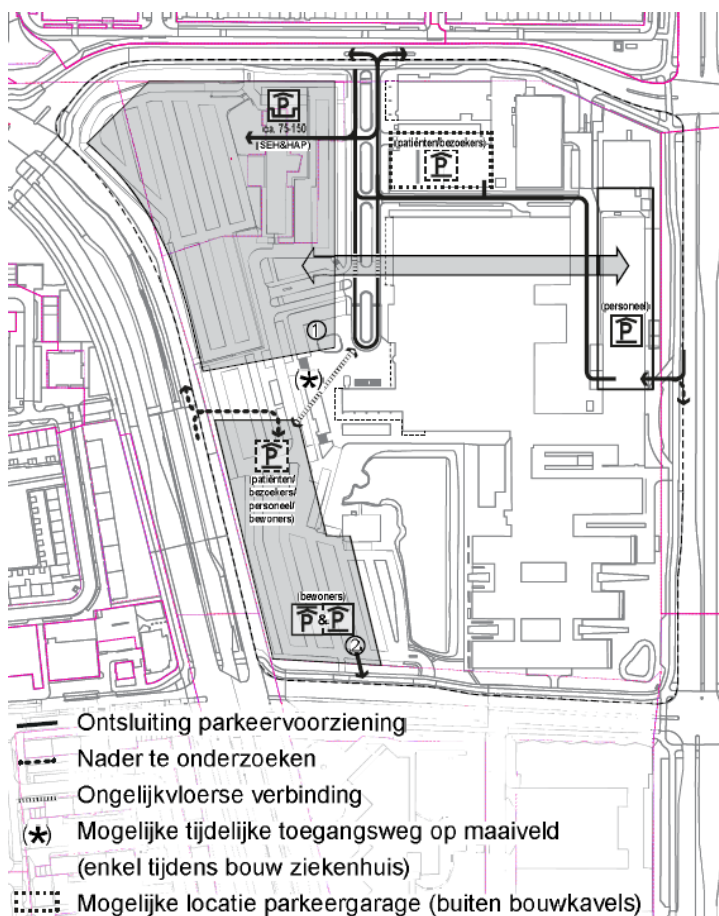 P
ca. 75-150
(SEH&HAP)
(patiënten/bezoekers)
P
(personeel)
P
1
(*)
P
(patiënten/
bezoekers/
personeel/
bewoners)
(bewoners)
P & P
2
Ontsluiting parkeervoorziening
Nader te onderzoeken
Ongelijkvloerse verbinding
(*) Mogelijke tijdelijke toegangsweg op maaiveld
(enkel tijdens bouw ziekenhuis)
Mogelijke locatie parkeergarage (buiten bouwkavels)